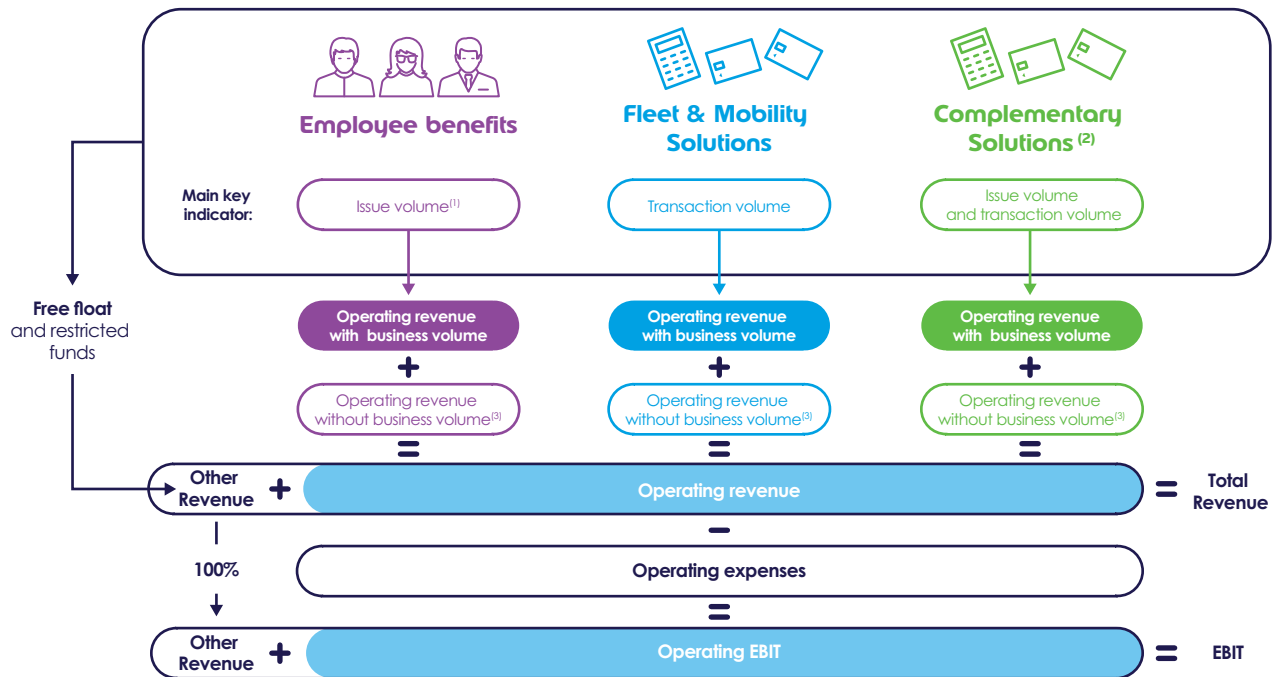 Employee benefits
Fleet & Mobility
Solutions
Complementary
Solutions (2)
Main key
indicator:
Issue volume(1)
Transaction volume
Issue volume
and transaction volume
Free float
and restricted
funds
Operating revenue
with business volume
Operating revenue
with business volume
Operating revenue
with business volume
+
+
+
Operating revenue
without business volume(3)
Operating revenue
without business volume(3)
Operating revenue
without business volume(3)
=
=
=
Other
Revenue
+
Operating revenue
=
Total
Revenue
–
100%
Operating expenses
=
Other
Revenue
+
Operating EBIT
=
EBIT